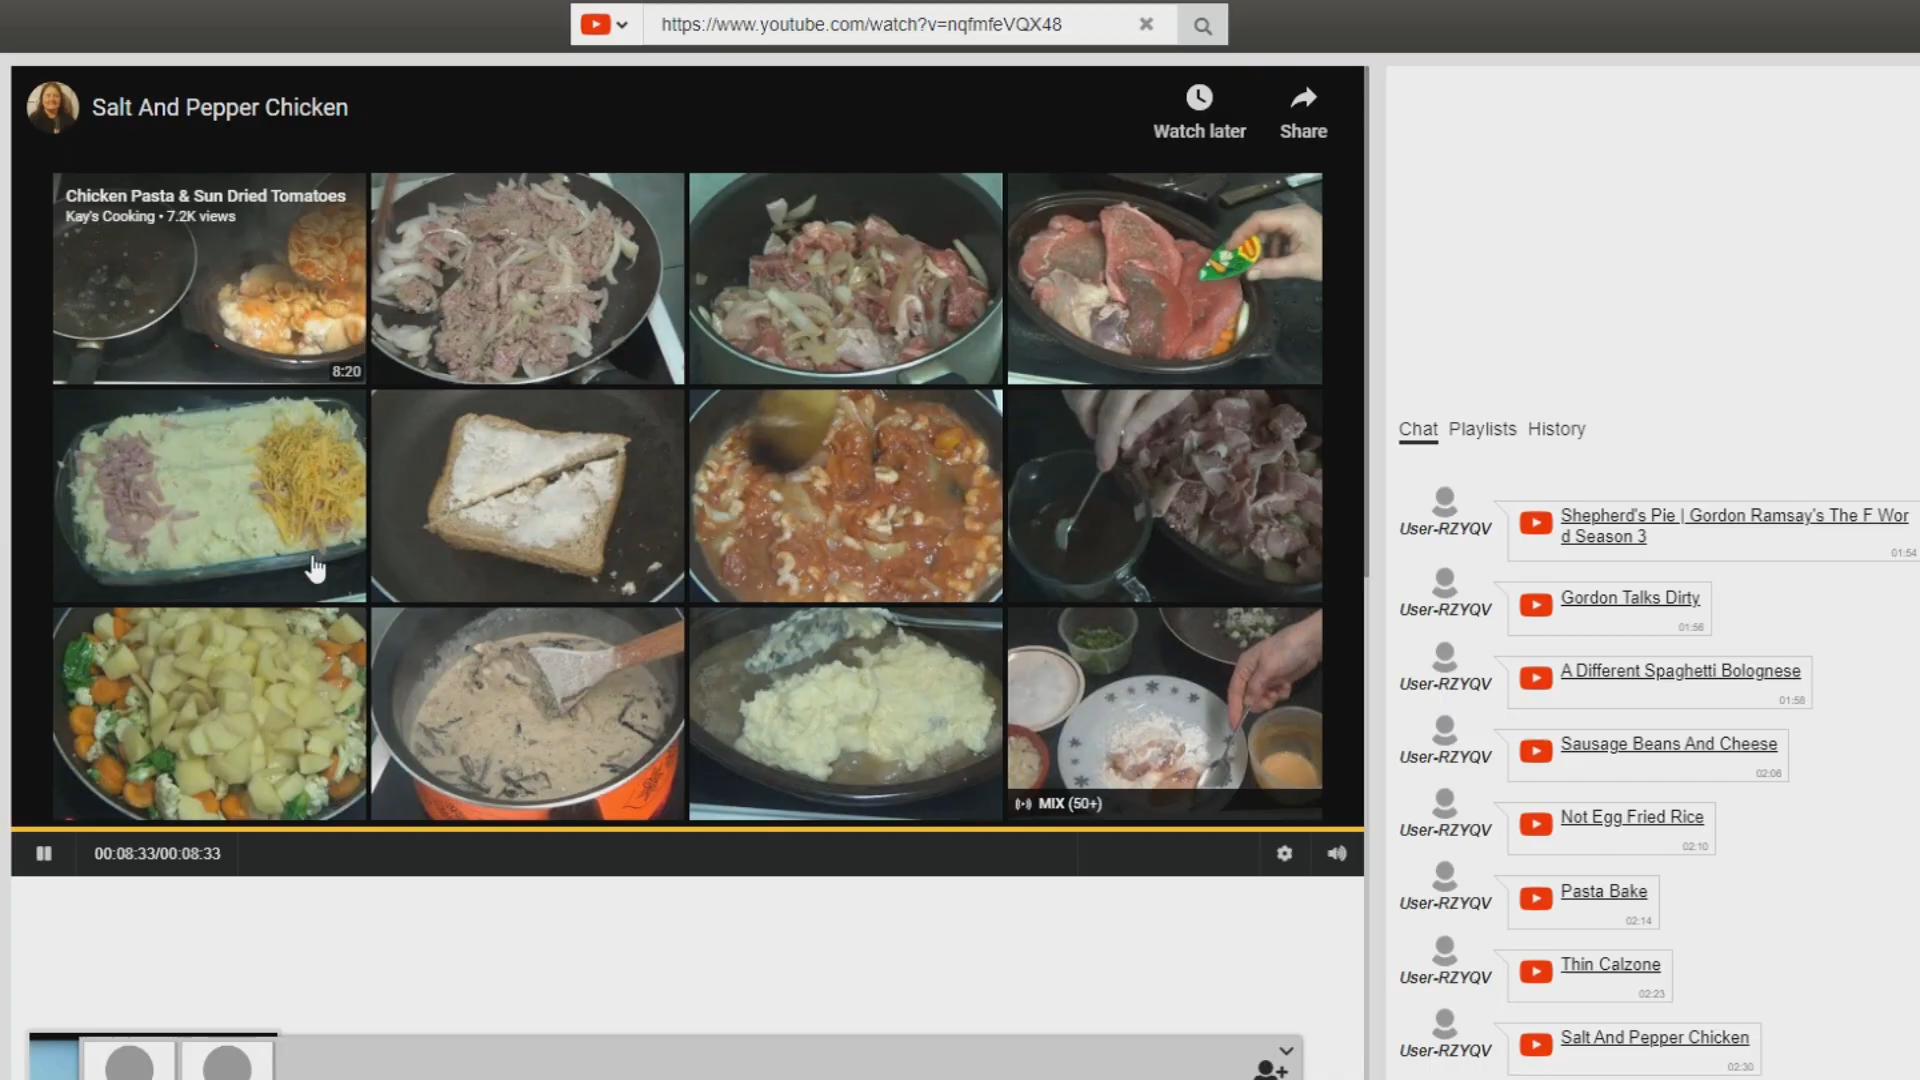 https://www.youtube.com/watch?v=nqfmfeVQX48
Salt And Pepper Chicken
Watch later
Share
Chicken Pasta & Sun Dried Tomatoes
Kay's Cooking • 7.2K views
8:20
MIX (50+)
00:08:33/00:08:33
Chat Playlists History
User-RZYQV
Shepherd's Pie | Gordon Ramsay's The F Wor
d Season 3
01:54
User-RZYQV
Gordon Talks Dirty
01:56
User-RZYQV
A Different Spaghetti Bolognese
01:58
User-RZYQV
Sausage Beans And Cheese
02:06
User-RZYQV
Not Egg Fried Rice
02:10
User-RZYQV
Pasta Bake
02:14
User-RZYQV
Thin Calzone
02:23
User-RZYQV
Salt And Pepper Chicken
02:30